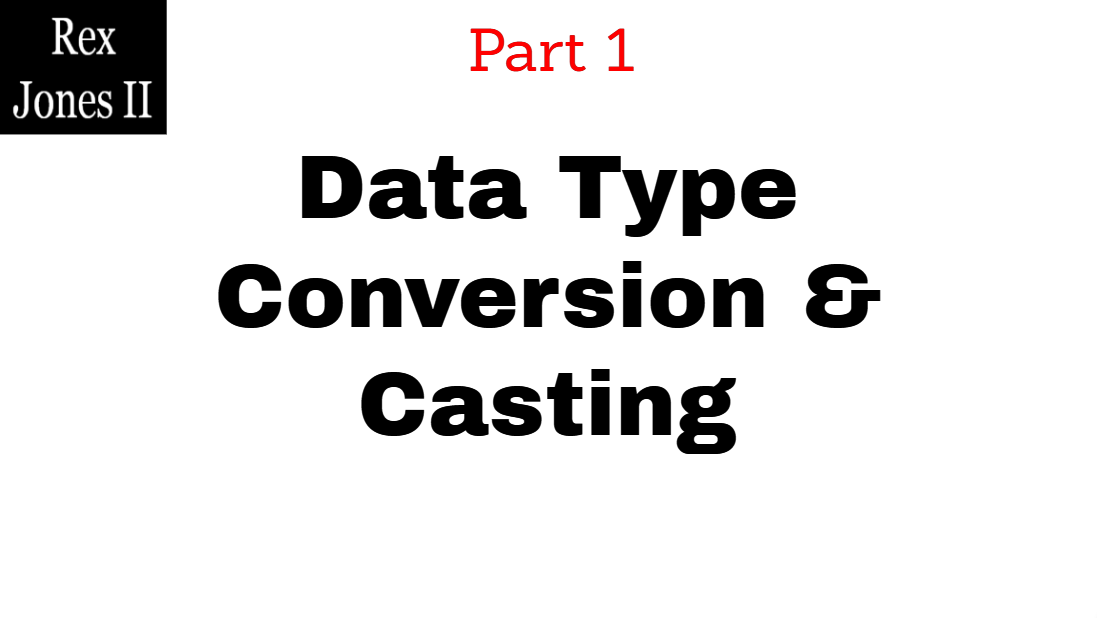 Rex
Jones II
Part 1
Data Type
Conversion &
Casting